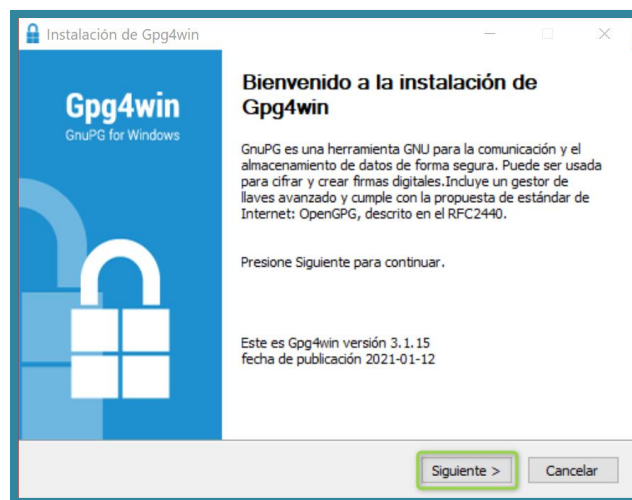 Instalación de Gpg4win
Gpg4win
GnuPG for Windows
Bienvenido a la instalación de
Gpg4win
GnuPG es una herramienta GNU para la comunicación y el
almacenamiento de datos de forma segura. Puede ser usada
para cifrar y crear firmas digitales.Incluye un gestor de
llaves avanzado y cumple con la propuesta de estándar de
Internet: OpenGPG, descrito en el RFC2440.
Presione Siguiente para continuar.
Este es Gpg4win versión 3.1.15
fecha de publicación 2021-01-12
Siguiente >
Cancelar